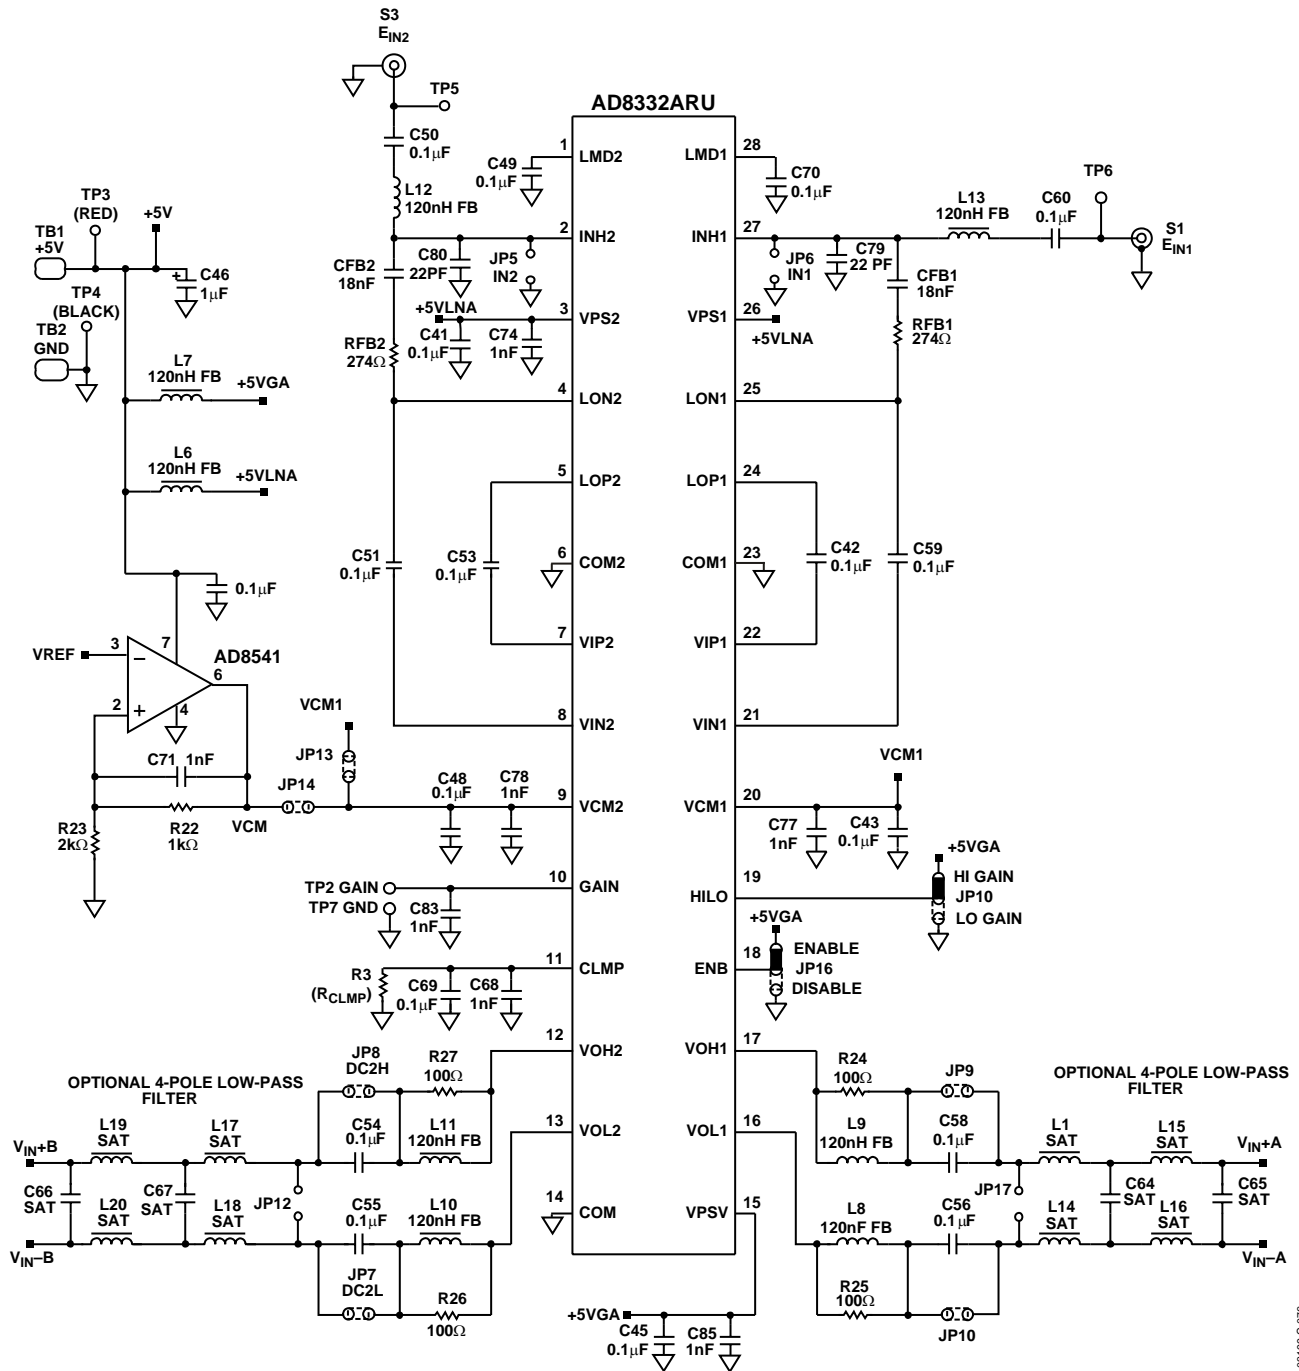 S3
EIN2
TP5
AD8332ARU
C50
0.1µF
L12
120nH FB
C49
0.1µF
1
LMD2
LMD1
28
C70
0.1µF
TP3
(RED)
+5V
TB1
+5V
C46
1µF
+
TP4
(BLACK)
TB2
GND
2
INH2
INH1
27
L13
120nH FB
C60
0.1µF
TP6
S1
EIN1
CFB2
18nF
C80
22PF
JP5
IN2
JP6
IN1
C79
22 PF
CFB1
18nF
+5VLNA
3
VPS2
VPS1
26
+5VLNA
RFB2
274Ω
C41
0.1µF
C74
1nF
RFB1
274Ω
L7
120nH FB
+5VGA
4
LON2
LON1
25
L6
120nH FB
+5VLNA
5
LOP2
LOP1
24
C51
0.1µF
C53
0.1µF
6
COM2
COM1
23
C42
0.1µF
C59
0.1µF
0.1µF
7
VIP2
VIP1
22
VREF
3
−
7
AD8541
6
2
+
4
8
VIN2
VIN1
21
VCM1
JP13
VCM1
C71
1nF
JP14
C48
0.1µF
C78
1nF
9
VCM2
VCM1
20
R23
2kΩ
R22
1kΩ
VCM
C77
1nF
C43
0.1µF
+5VGA
HI GAIN
JP10
LO GAIN
TP2 GAIN
TP7 GND
C83
1nF
10
GAIN
HILO
19
+5VGA
ENABLE
JP16
DISABLE
R3
(RCLMP)
C69
0.1µF
C68
1nF
11
CLMP
ENB
18
12
VOH2
VOH1
17
JP8
DC2H
R27
100Ω
R24
100Ω
JP9
OPTIONAL 4-POLE LOW-PASS
FILTER
OPTIONAL 4-POLE LOW-PASS
FILTER
L19
SAT
L17
SAT
C54
0.1µF
L11
120nH FB
13
VOL2
VOL1
16
L9
120nH FB
C58
0.1µF
L1
SAT
L15
SAT
VIN+B
VIN+A
C66
SAT
C67
SAT
JP12
L20
SAT
L18
SAT
C55
0.1µF
L10
120nH FB
14
COM
VPSV
15
L8
120nF FB
C56
0.1µF
JP17
L14
SAT
C64
SAT
L16
SAT
C65
SAT
VIN−B
VIN−A
JP7
DC2L
R26
100Ω
R25
100Ω
JP10
+5VGA
C45
0.1µF
C85
1nF